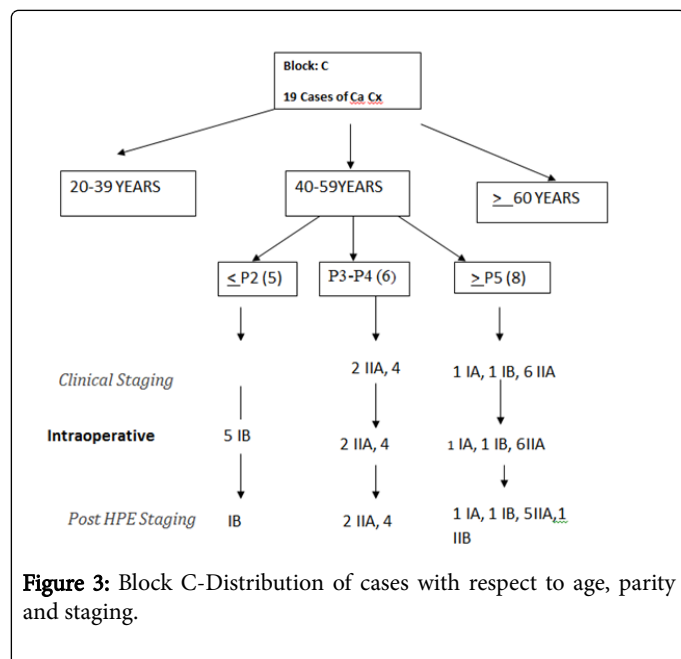 Block: C
19 Cases of Ca Cx
20-39 YEARS
40-59YEARS
≥ 60 YEARS
≤ P2 (5)
P3-P4 (6)
≥ P5 (8)
Clinical Staging
2 IIA, 4
1 IA, 1 IB, 6 IIA
Intraoperative
5 IB
2 IIA, 4
1 IA, 1 IB, 6IIA
Post HPE Staging
IB
2 IIA, 4
1 IA, 1 IB, 5IIA,1
IIB
Figure 3: Block C-Distribution of cases with respect to age, parity
and staging.